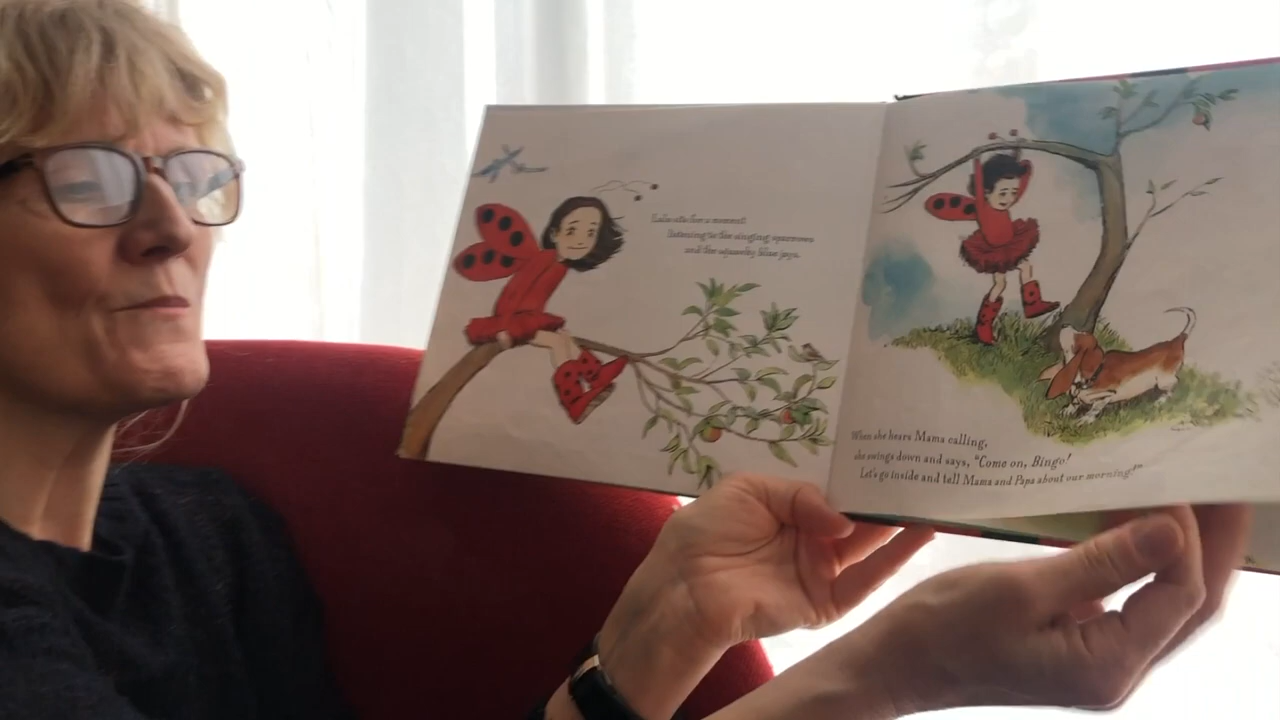 Lulu sits for a moment
listening to the singing sparrows
and the squawky blue jays.
When she hears Mama calling,
she swings down and says, "Come on, Bingo!
Let's go inside and tell Mama and Papa about our morning!"